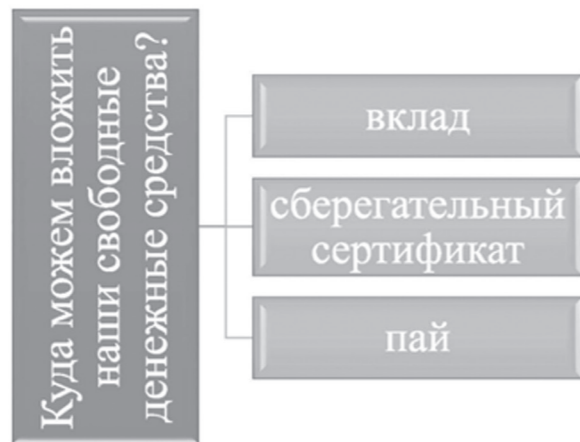 Куда можем вложить
наши свободные
денежные средства?
вклад
сберегательный
сертификат
пай